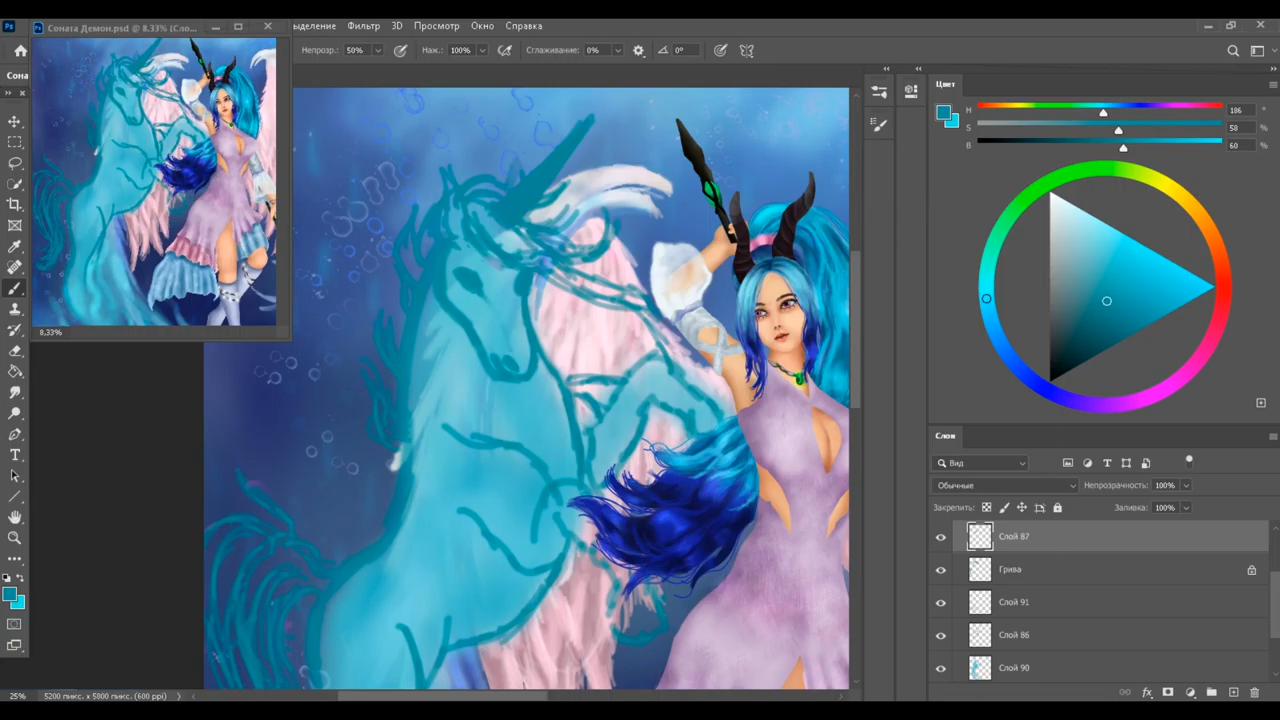 Соната Демон.psd @ 8,33% (Сло...
ыделение Фильтр 3D Просмотр Окно Справка
Непрозр.: 50% Наж.: 100% Сглаживание: 0% 0°
Сона
Цвет
H 186 °
S 58 %
B 60 %
8,33%
Слои
Вид
Обычные Непрозрачность: 100%
Закрепить: Заливка: 100%
Слой 87
Грива
Слой 91
Слой 86
Слой 90
25% 5200 пикс. x 5800 пикс. (600 ppi)